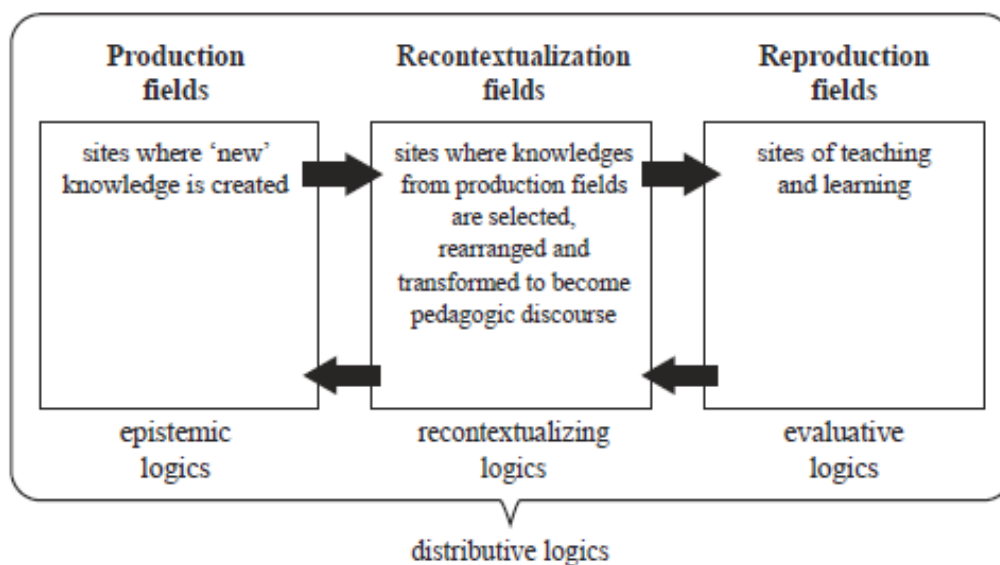 Production
fields
Recontextualization
fields
Reproduction
fields
sites where ‘new’
knowledge is created
sites where knowledges
from production fields
are selected,
rearranged and
transformed to become
pedagogic discourse
sites of teaching
and learning
epistemic
logics
recontextualizing
logics
evaluative
logics
distributive logics